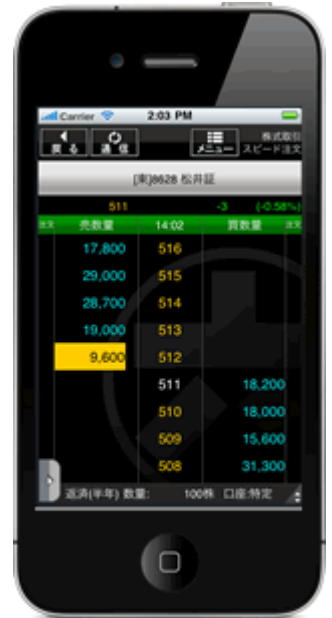 Carrier 2:03 PM
戻る 通信 メニュー 株式取引
スピード注文
[東]8628 松井証
511 -3 (-0.58%)
注文 売数量 14:02 買数量 注文
17,800 516
29,000 515
28,700 514
19,000 513
9,600 512
511 18,200
510 18,000
509 15,600
508 31,300
返済(半年) 数量: 100株 口座:特定